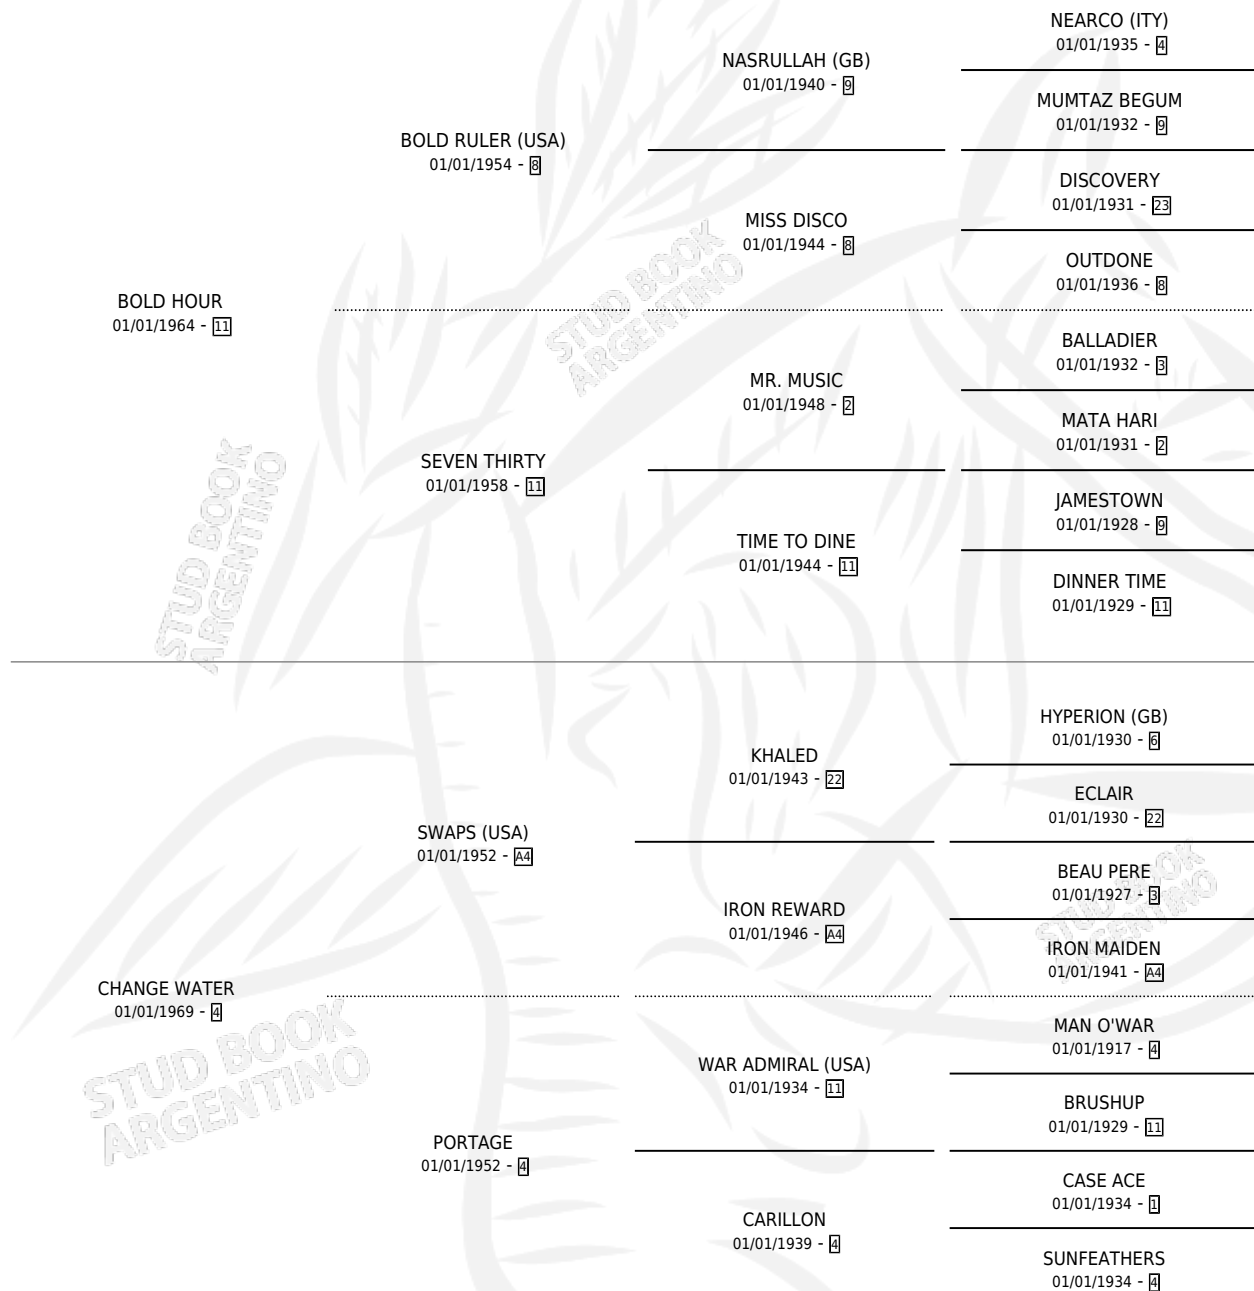 NEARCO (ITY)
01/01/1935 - 4
NASRULLAH (GB)
01/01/1940 - 9
MUMTAZ BEGUM
01/01/1932 - 9
BOLD RULER (USA)
01/01/1954 - 8
DISCOVERY
01/01/1931 - 23
MISS DISCO
01/01/1944 - 8
OUTDONE
01/01/1936 - 8
BOLD HOUR
01/01/1964 - 11
BALLADIER
01/01/1932 - 3
MR. MUSIC
01/01/1948 - 2
MATA HARI
01/01/1931 - 2
SEVEN THIRTY
01/01/1958 - 11
JAMESTOWN
01/01/1928 - 9
TIME TO DINE
01/01/1944 - 11
DINNER TIME
01/01/1929 - 11
HYPERION (GB)
01/01/1930 - 6
KHALED
01/01/1943 - 22
ECLAIR
01/01/1930 - 22
SWAPS (USA)
01/01/1952 - A4
BEAU PERE
01/01/1927 - 3
IRON REWARD
01/01/1946 - A4
IRON MAIDEN
01/01/1941 - A4
CHANGE WATER
01/01/1969 - 4
MAN O'WAR
01/01/1917 - 4
WAR ADMIRAL (USA)
01/01/1934 - 11
BRUSHUP
01/01/1929 - 11
PORTAGE
01/01/1952 - 4
CASE ACE
01/01/1934 - 1
CARILLON
01/01/1939 - 4
SUNFEATHERS
01/01/1934 - 4
STUD BOOK
ARGENTINO
STUD BOOK
ARGENTINO
STUD BOOK
ARGENTINO
STUD BOOK
ARGENTINO